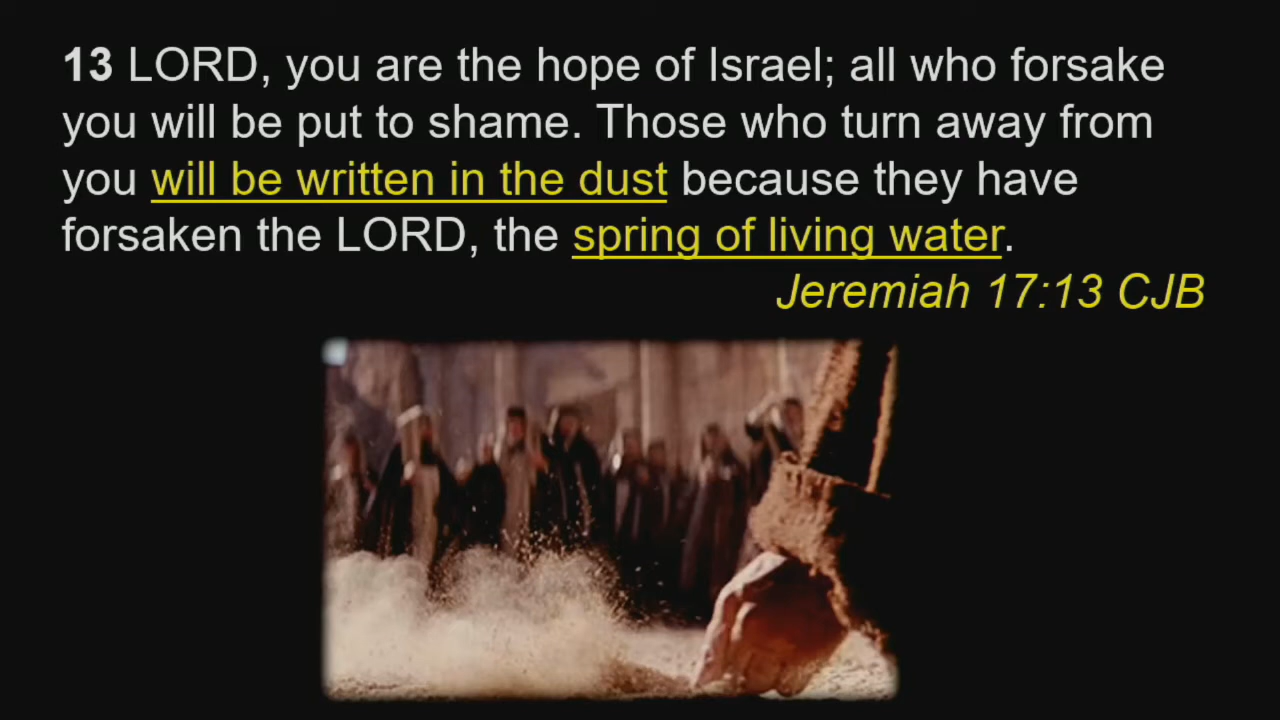 13 LORD, you are the hope of Israel; all who forsake
you will be put to shame. Those who turn away from
you will be written in the dust because they have
forsaken the LORD, the spring of living water.
Jeremiah 17:13 CJB